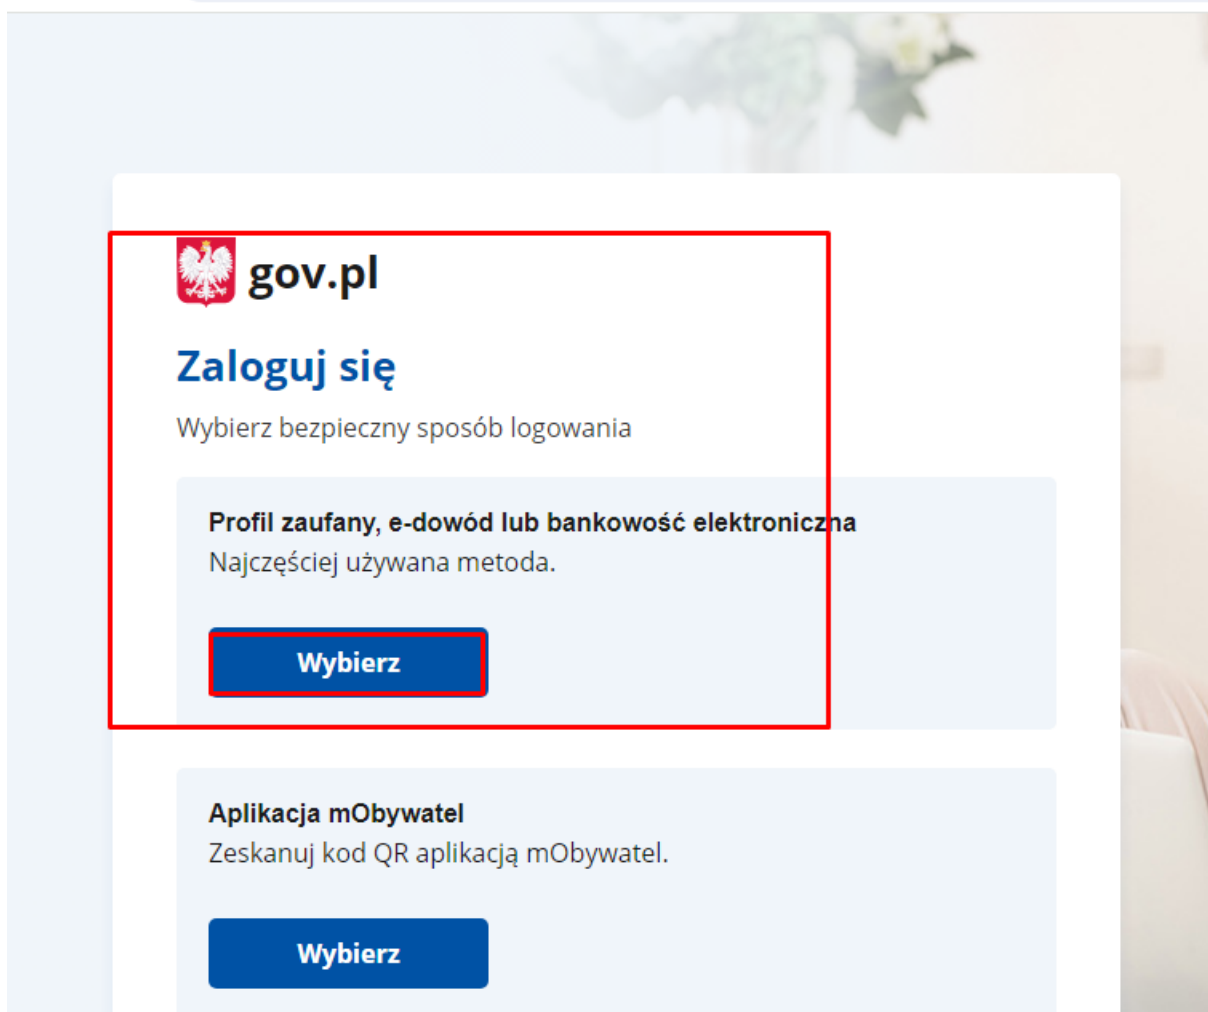 gov.pl
Zaloguj się
Wybierz bezpieczny sposób logowania
Profil zaufany, e-dowód lub bankowość elektroniczna
Najczęściej używana metoda.
Wybierz
Aplikacja mObywatel
Zeskanuj kod QR aplikacją mObywatel.
Wybierz